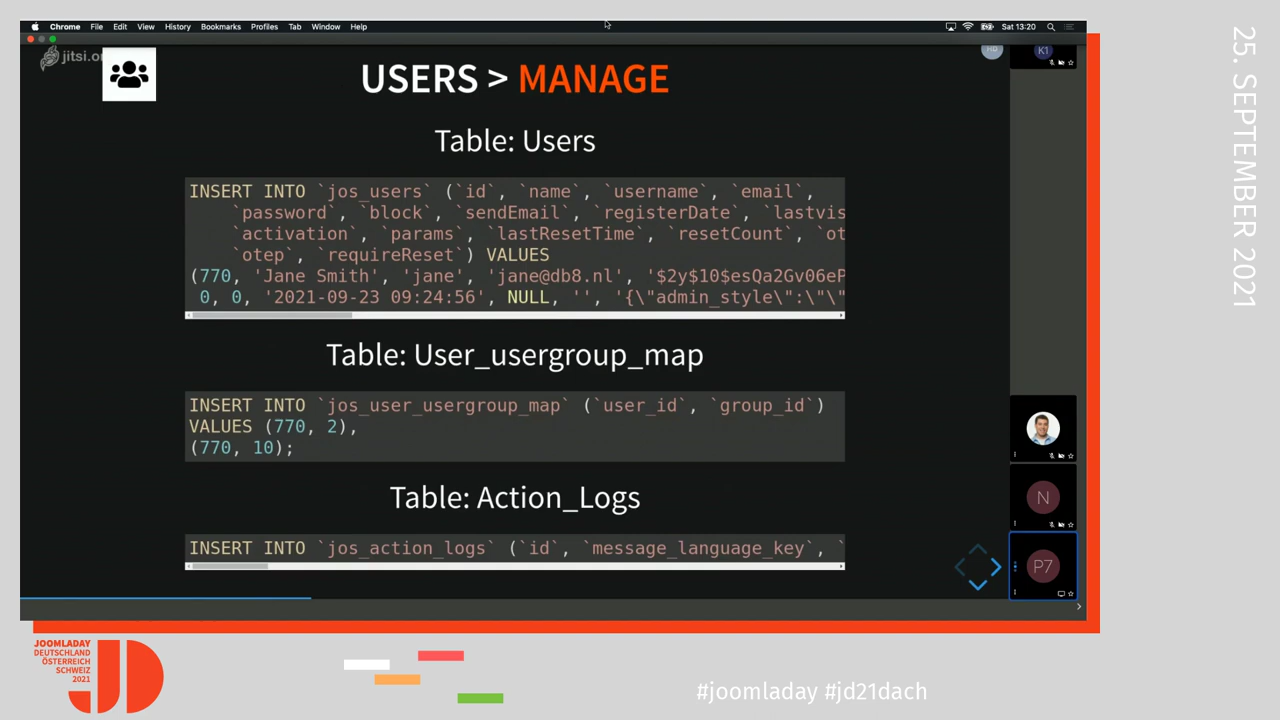 Chrome File Edit View History Bookmarks Profiles Tab Window Help
Sat 13:20
jitsi.or
HD
K1
USERS > MANAGE
Table: Users
INSERT INTO `jos_users` (`id`, `name`, `username`, `email`,
`password`, `block`, `sendEmail`, `registerDate`, `lastvis
`activation`, `params`, `lastResetTime`, `resetCount`, `ot
`otep`, `requireReset`) VALUES
(770, 'Jane Smith', 'jane', 'jane@db8.nl', '$2y$10$esQa2Gv06eP
0, 0, '2021-09-23 09:24:56', NULL, '', '{\"admin_style\":\"\"
Table: User_usergroup_map
INSERT INTO `jos_user_usergroup_map` (`user_id`, `group_id`)
VALUES (770, 2),
(770, 10);
Table: Action_Logs
INSERT INTO `jos_action_logs` (`id`, `message_language_key`, `
N
P7
25. SEPTEMBER 2021
JOOMLADAY
DEUTSCHLAND
ÖSTERREICH
SCHWEIZ
2021
JD
#joomladay #jd21dach